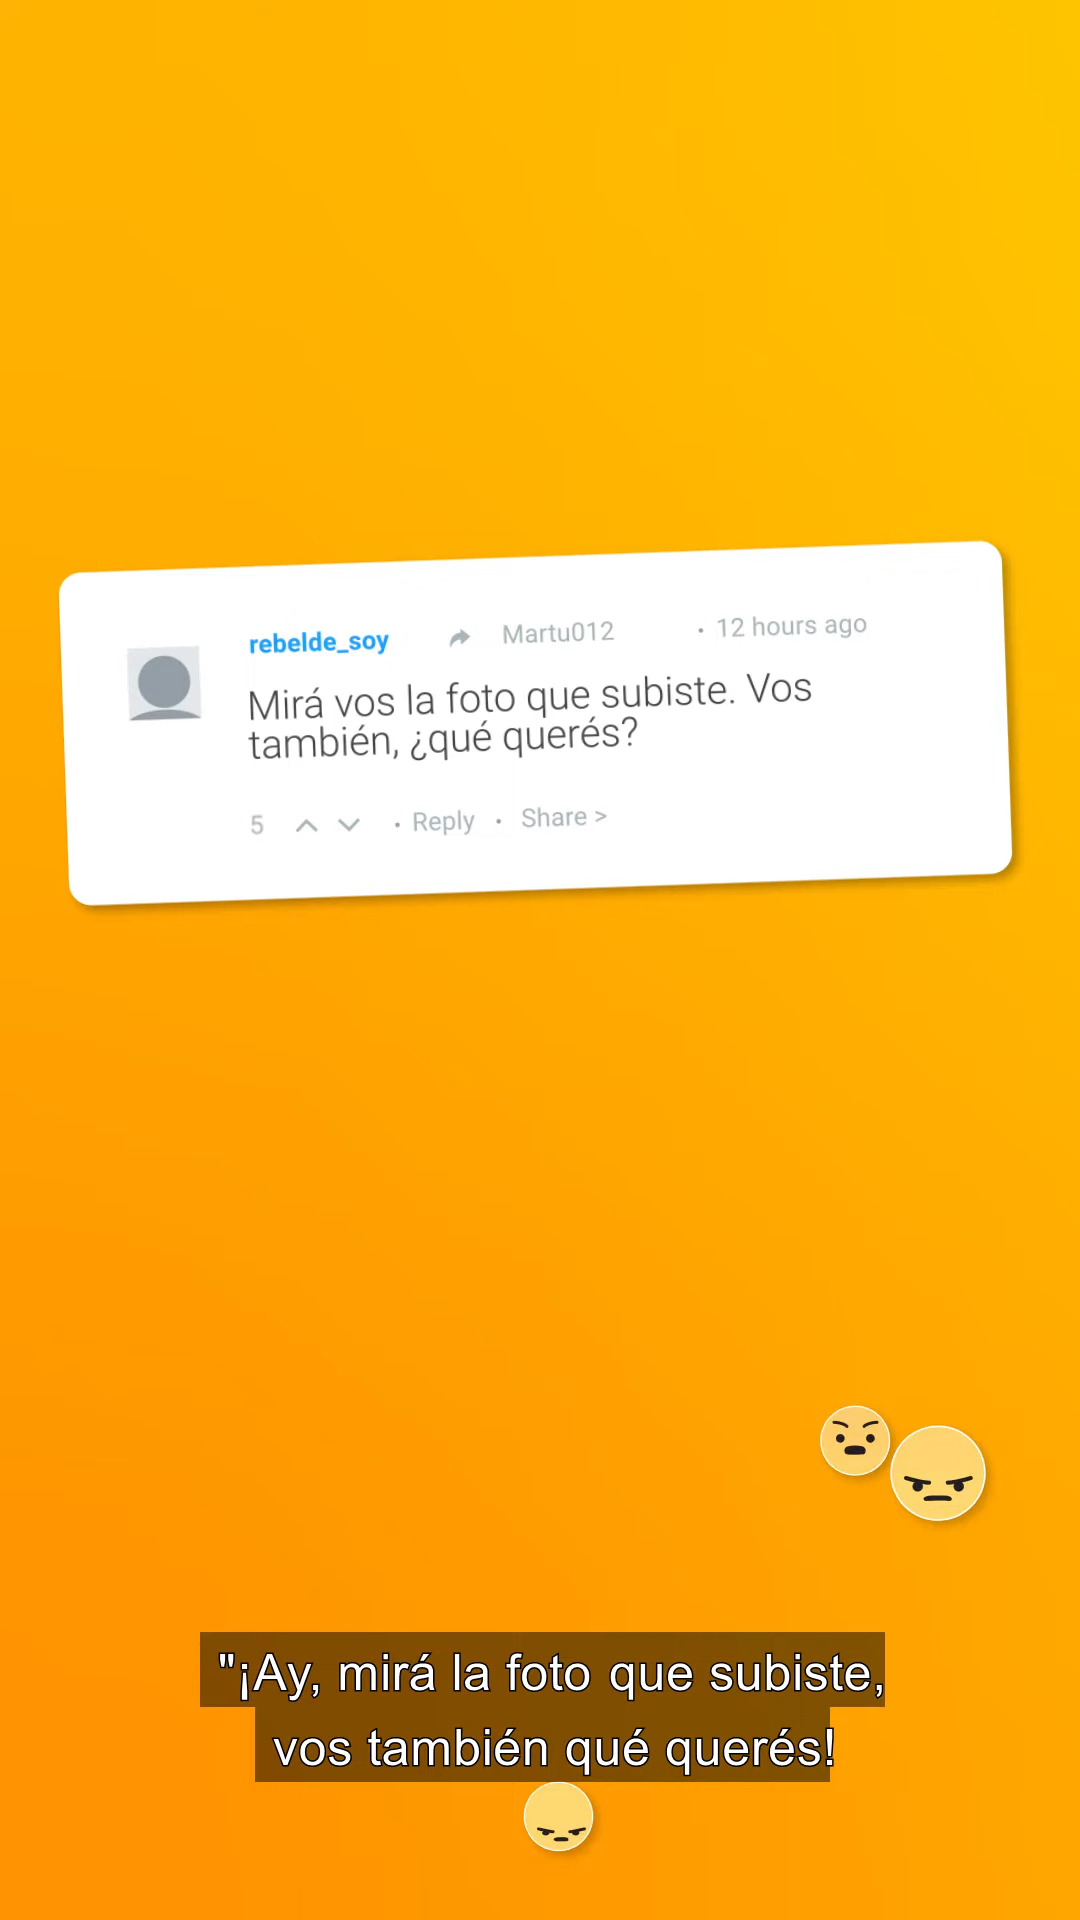 rebelde_soy Martu012 • 12 hours ago
Mirá vos la foto que subiste. Vos
también, ¿qué querés?
5 • Reply • Share >
"¡Ay, mirá la foto que subiste,
vos también qué querés!